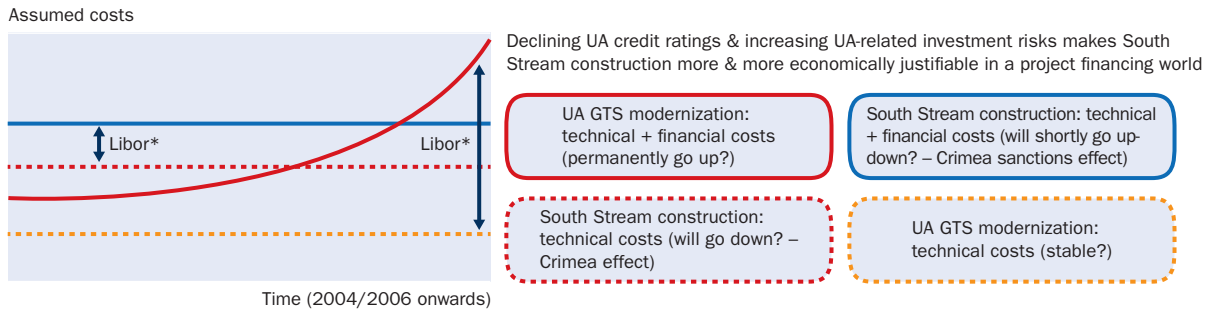 Assumed costs
Declining UA credit ratings & increasing UA-related investment risks makes South
Stream construction more & more economically justifiable in a project financing world
Libor*
Libor*
UA GTS modernization:
technical + financial costs
(permanently go up?)
South Stream construction: technical
+ financial costs (will shortly go up-
down? – Crimea sanctions effect)
South Stream construction:
technical costs (will go down? –
Crimea effect)
UA GTS modernization:
technical costs (stable?)
Time (2004/2006 onwards)